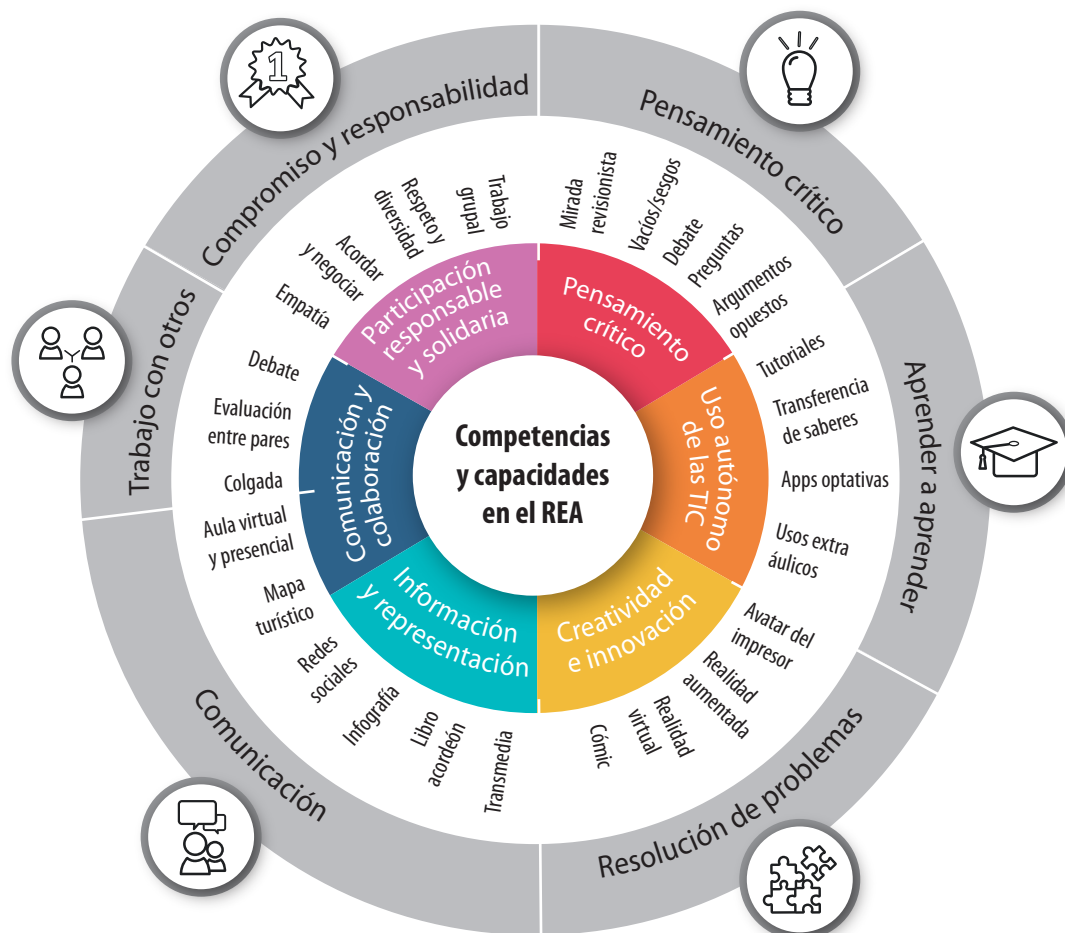 Compromiso y responsabilidad
1
Pensamiento crítico
Aprender a aprender
Resolución de problemas
Comunicación
Trabajo con otros
Competencias
y capacidades
en el REA
Participación
responsable
y solidaria
Empatía
Acordar
y negociar
Respeto y
diversidad
Trabajo
grupal
Pensamiento
crítico
Mirada
revisionista
Vacíos/sesgos
Debate
Preguntas
Argumentos
opuestos
Uso autónomo
de las TIC
Tutoriales
Transferencia
de saberes
Apps optativas
Usos extra
áulicos
Creatividad
e innovación
Avatar del
impresor
Realidad
aumentada
Realidad
virtual
Cómic
Información
y representación
Transmedia
Libro
acordeón
Infografía
Redes
sociales
Mapa
turístico
Comunicación y
colaboración
Aula virtual
y presencial
Colgada
Evaluación
entre pares
Debate